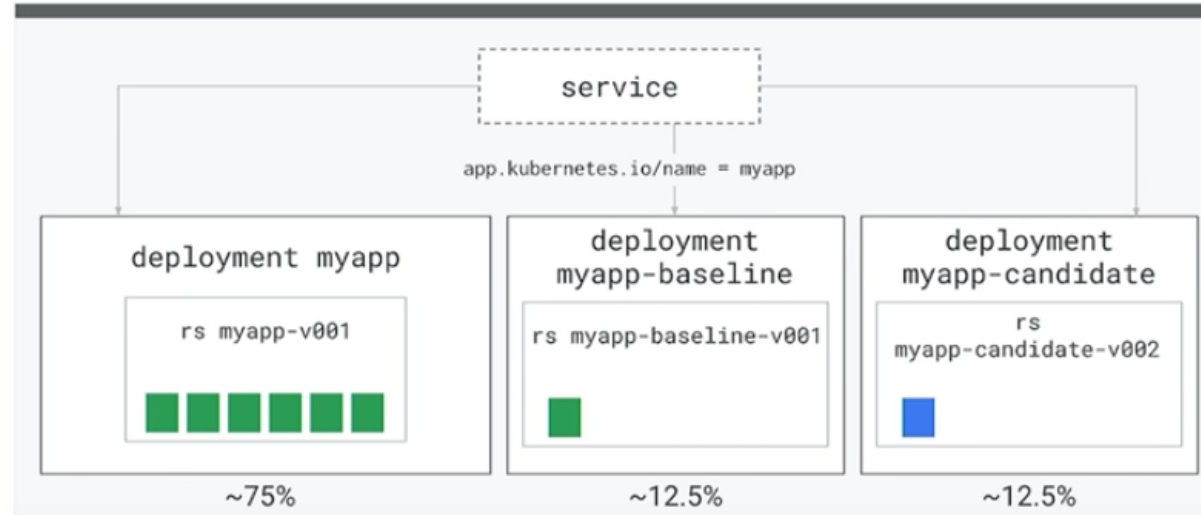 service
app.kubernetes.io/name = myapp
deployment myapp
rs myapp-v001
~75%
deployment
myapp-baseline
rs myapp-baseline-v001
~12.5%
deployment
myapp-candidate
rs
myapp-candidate-v002
~12.5%